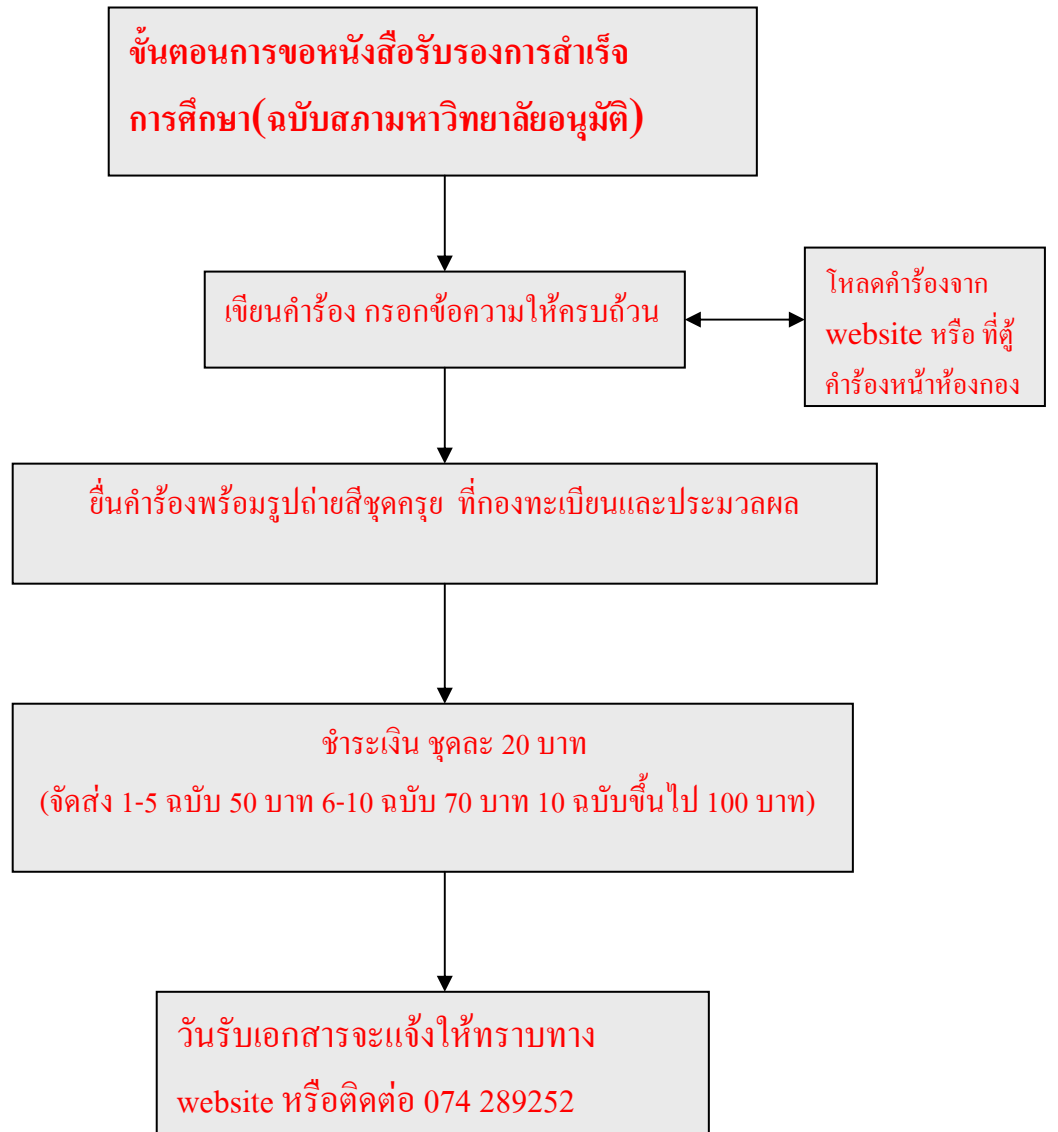 ขั้นตอนการขอหนังสือรับรองการสำเร็จ
การศึกษา(ฉบับสภามหาวิทยาลัยอนุมัติ)
เขียนคำร้อง กรอกข้อความให้ครบถ้วน
โหลดคำร้องจาก
website หรือ ที่ตู้
คำร้องหน้าห้องกอง
ยื่นคำร้องพร้อมรูปถ่ายสีชุดครุย ที่กองทะเบียนและประมวลผล
ชำระเงิน ชุดละ 20 บาท
(จัดส่ง 1-5 ฉบับ 50 บาท 6-10 ฉบับ 70 บาท 10 ฉบับขึ้นไป 100 บาท)
วันรับเอกสารจะแจ้งให้ทราบทาง
website หรือติดต่อ 074 289252